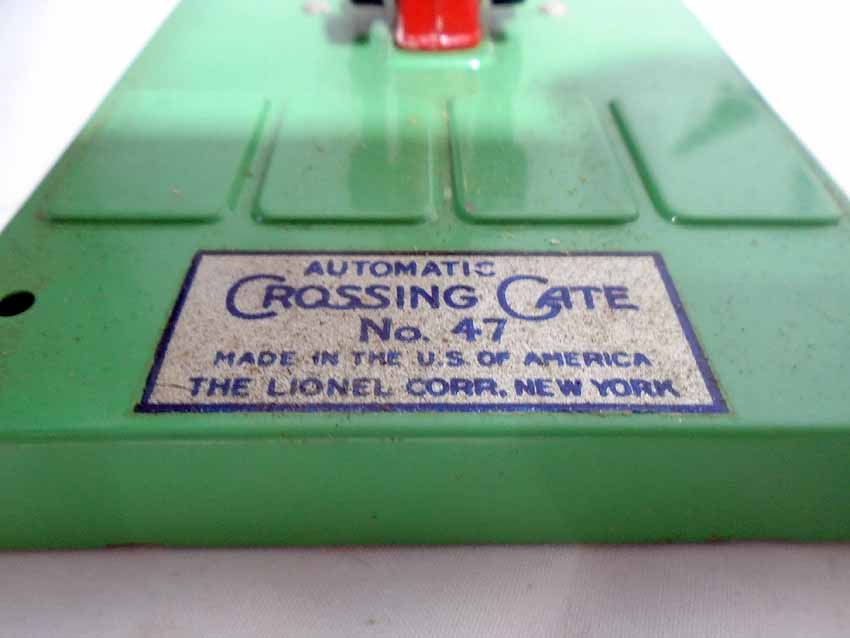 AUTOMATIC
CROSSING GATE
No. 47
MADE IN THE U.S. OF AMERICA
THE LIONEL CORP. NEW YORK